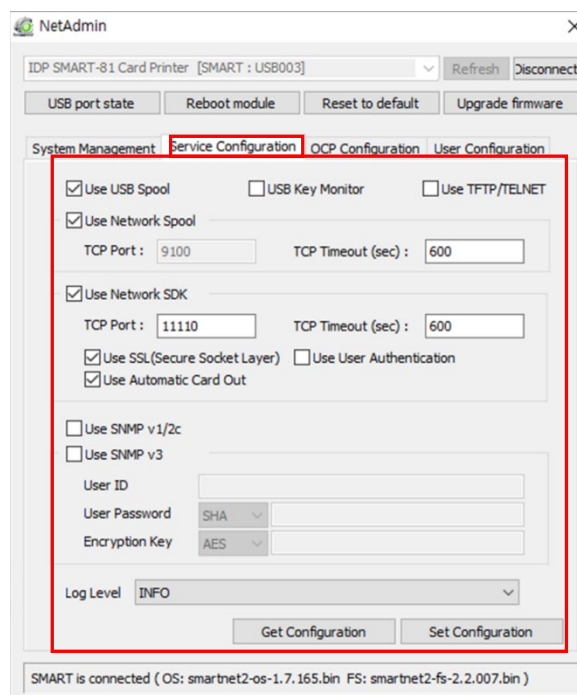 NetAdmin
IDP SMART-81 Card Printer [SMART : USB003] Refresh Disconnect
USB port state Reboot module Reset to default Upgrade firmware
System Management Service Configuration OCP Configuration User Configuration
Use USB Spool USB Key Monitor Use TFTP/TELNET
Use Network Spool
TCP Port : 9100 TCP Timeout (sec) : 600
Use Network SDK
TCP Port : 11110 TCP Timeout (sec) : 600
Use SSL(Secure Socket Layer) Use User Authentication
Use Automatic Card Out
Use SNMP v1/2c
Use SNMP v3
User ID
User Password SHA
Encryption Key AES
Log Level INFO
Get Configuration Set Configuration
SMART is connected ( OS: smartnet2-os-1.7.165.bin FS: smartnet2-fs-2.2.007.bin )